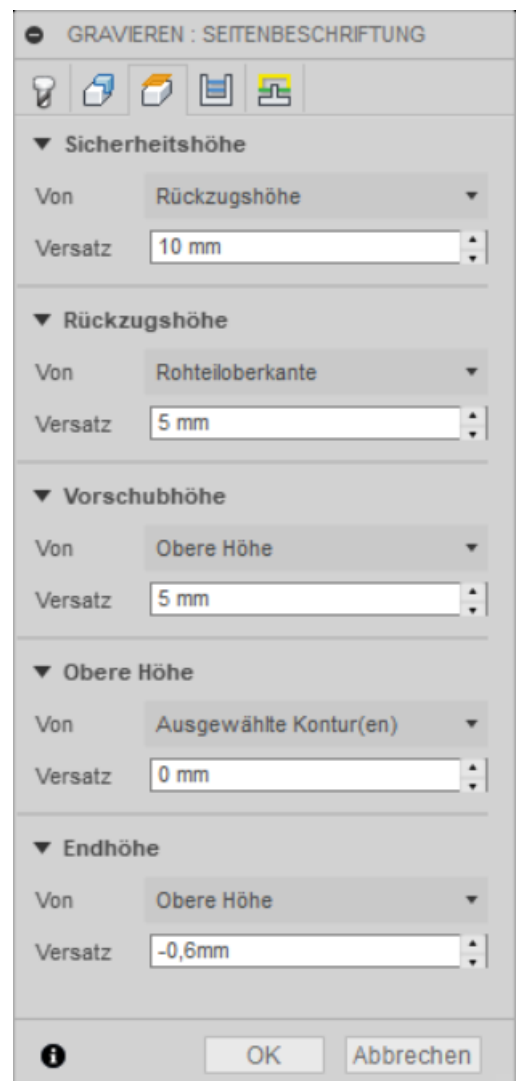 GRAVIEREN : SEITENBESCHRIFTUNG
Sicherheitshöhe
Von Rückzugshöhe
Versatz 10 mm
Rückzugshöhe
Von Rohteiloberkante
Versatz 5 mm
Vorschubhöhe
Von Obere Höhe
Versatz 5 mm
Obere Höhe
Von Ausgewählte Kontur(en)
Versatz 0 mm
Endhöhe
Von Obere Höhe
Versatz -0,6mm
OK Abbrechen